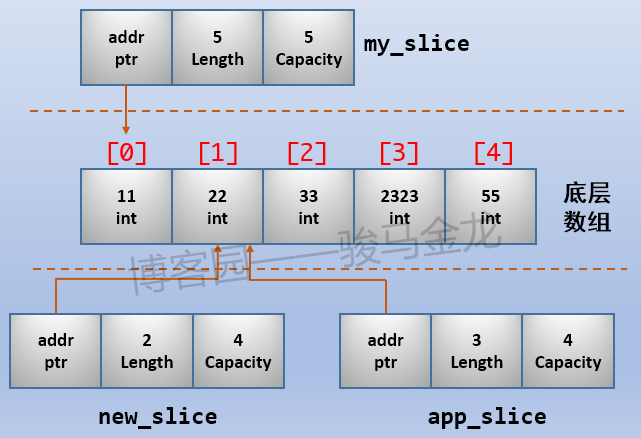 addr
ptr
5
Length
5
Capacity
my_slice
[0]
[1]
[2]
[3]
[4]
11
int
22
int
33
int
2323
int
55
int
底层
数组
博客园——骏马金龙
addr
ptr
2
Length
4
Capacity
addr
ptr
3
Length
4
Capacity
new_slice
app_slice